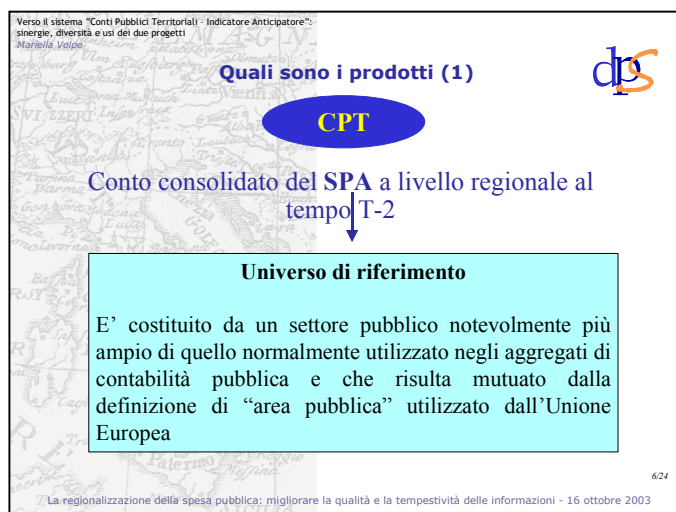 Verso il sistema "Conti Pubblici Territoriali - Indicatore Anticipatore":
sinergie, diversità e usi dei due progetti
Mariella Volpe
Quali sono i prodotti (1)
dps
CPT
Conto consolidato del SPA a livello regionale al
tempo T-2
Universo di riferimento
E' costituito da un settore pubblico notevolmente più
ampio di quello normalmente utilizzato negli aggregati di
contabilità pubblica e che risulta mutuato dalla
definizione di "area pubblica" utilizzato dall'Unione
Europea
6/24
La regionalizzazione della spesa pubblica: migliorare la qualità e la tempestività delle informazioni - 16 ottobre 2003